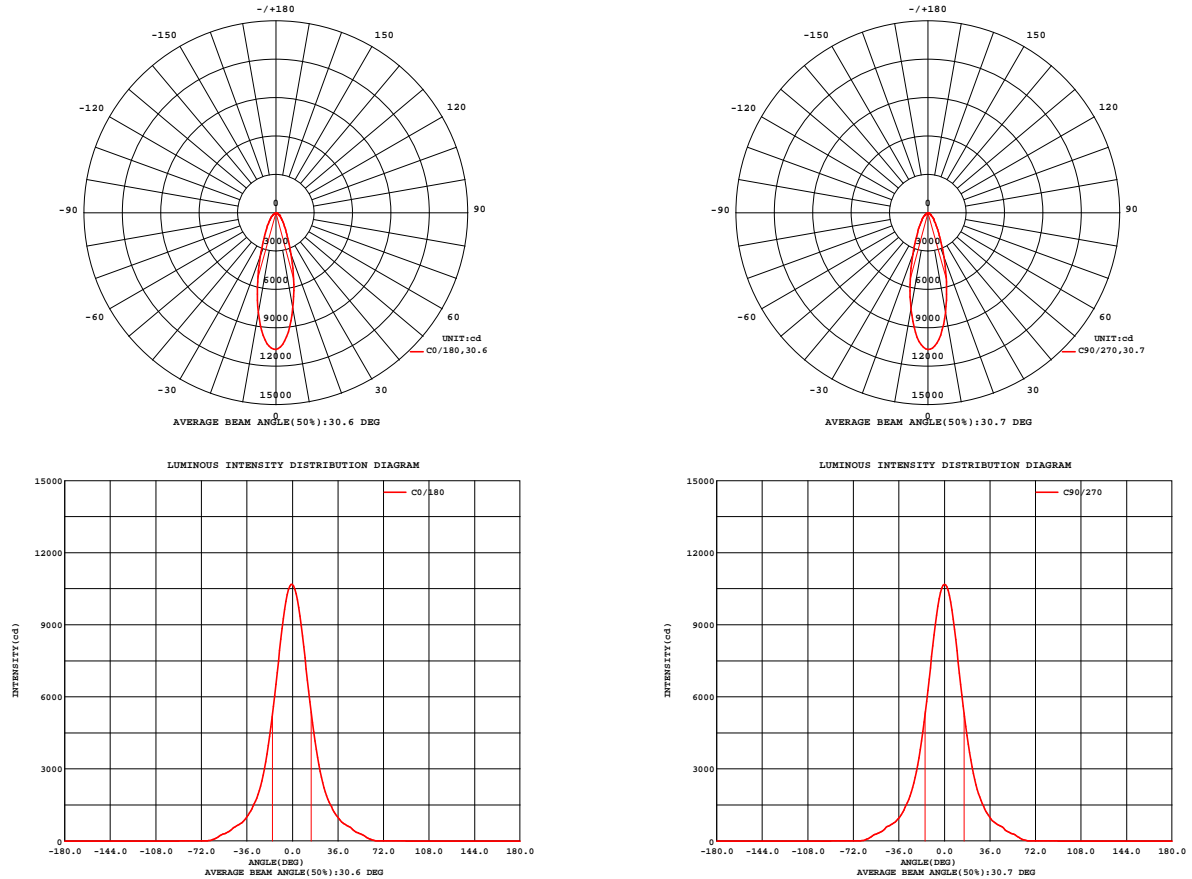 -/+180
-150
150
-120
120
-90
90
-60
60
-30
30
0
0
3000
6000
9000
12000
15000
UNIT:cd
C0/180,30.6
AVERAGE BEAM ANGLE(50%):30.6 DEG
-/+180
-150
150
-120
120
-90
90
-60
60
-30
30
0
0
3000
6000
9000
12000
15000
UNIT:cd
C90/270,30.7
AVERAGE BEAM ANGLE(50%):30.7 DEG
LUMINOUS INTENSITY DISTRIBUTION DIAGRAM
C0/180
INTENSITY(cd)
15000
12000
9000
6000
3000
0
-180.0 -144.0 -108.0 -72.0 -36.0 0.0 36.0 72.0 108.0 144.0 180.0
ANGLE(DEG)
AVERAGE BEAM ANGLE(50%):30.6 DEG
LUMINOUS INTENSITY DISTRIBUTION DIAGRAM
C90/270
INTENSITY(cd)
15000
12000
9000
6000
3000
0
-180.0 -144.0 -108.0 -72.0 -36.0 0.0 36.0 72.0 108.0 144.0 180.0
ANGLE(DEG)
AVERAGE BEAM ANGLE(50%):30.7 DEG